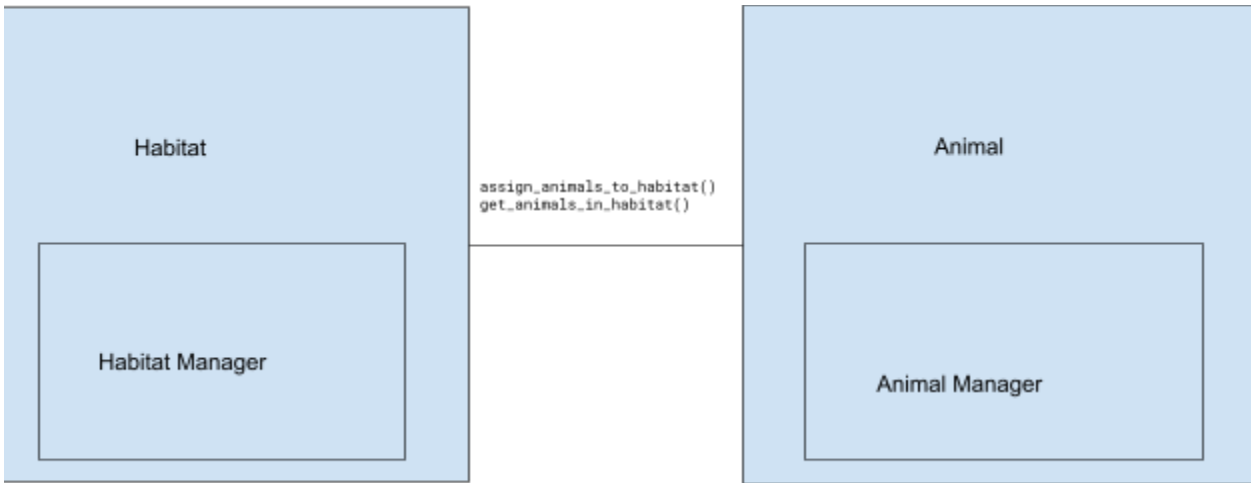 Habitat
Animal
assign_animals_to_habitat()
get_animals_in_habitat()
Habitat Manager
Animal Manager